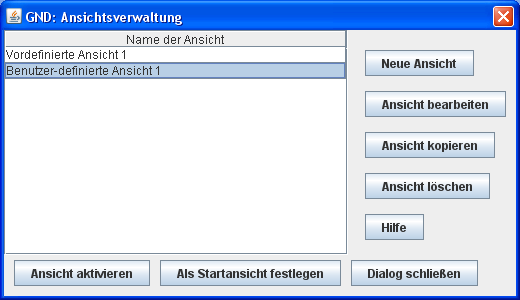 GND: Ansichtsverwaltung
Name der Ansicht
Vordefinierte Ansicht 1
Benutzer-definierte Ansicht 1
Neue Ansicht
Ansicht bearbeiten
Ansicht kopieren
Ansicht löschen
Hilfe
Ansicht aktivieren
Als Startansicht festlegen
Dialog schließen